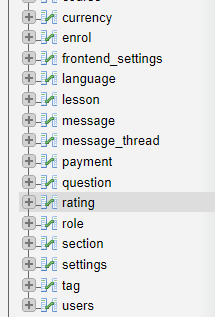 currency
enrol
frontend_settings
language
lesson
message
message_thread
payment
question
rating
role
section
settings
tag
users